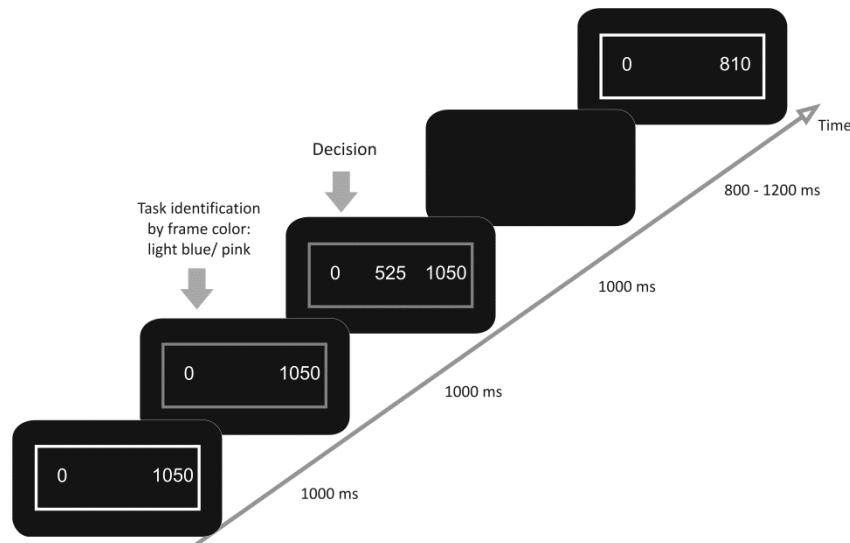 0 810
Time
Decision
800 - 1200 ms
Task identification
by frame color:
light blue/ pink
0 525 1050
1000 ms
0 1050
1000 ms
0 1050
1000 ms